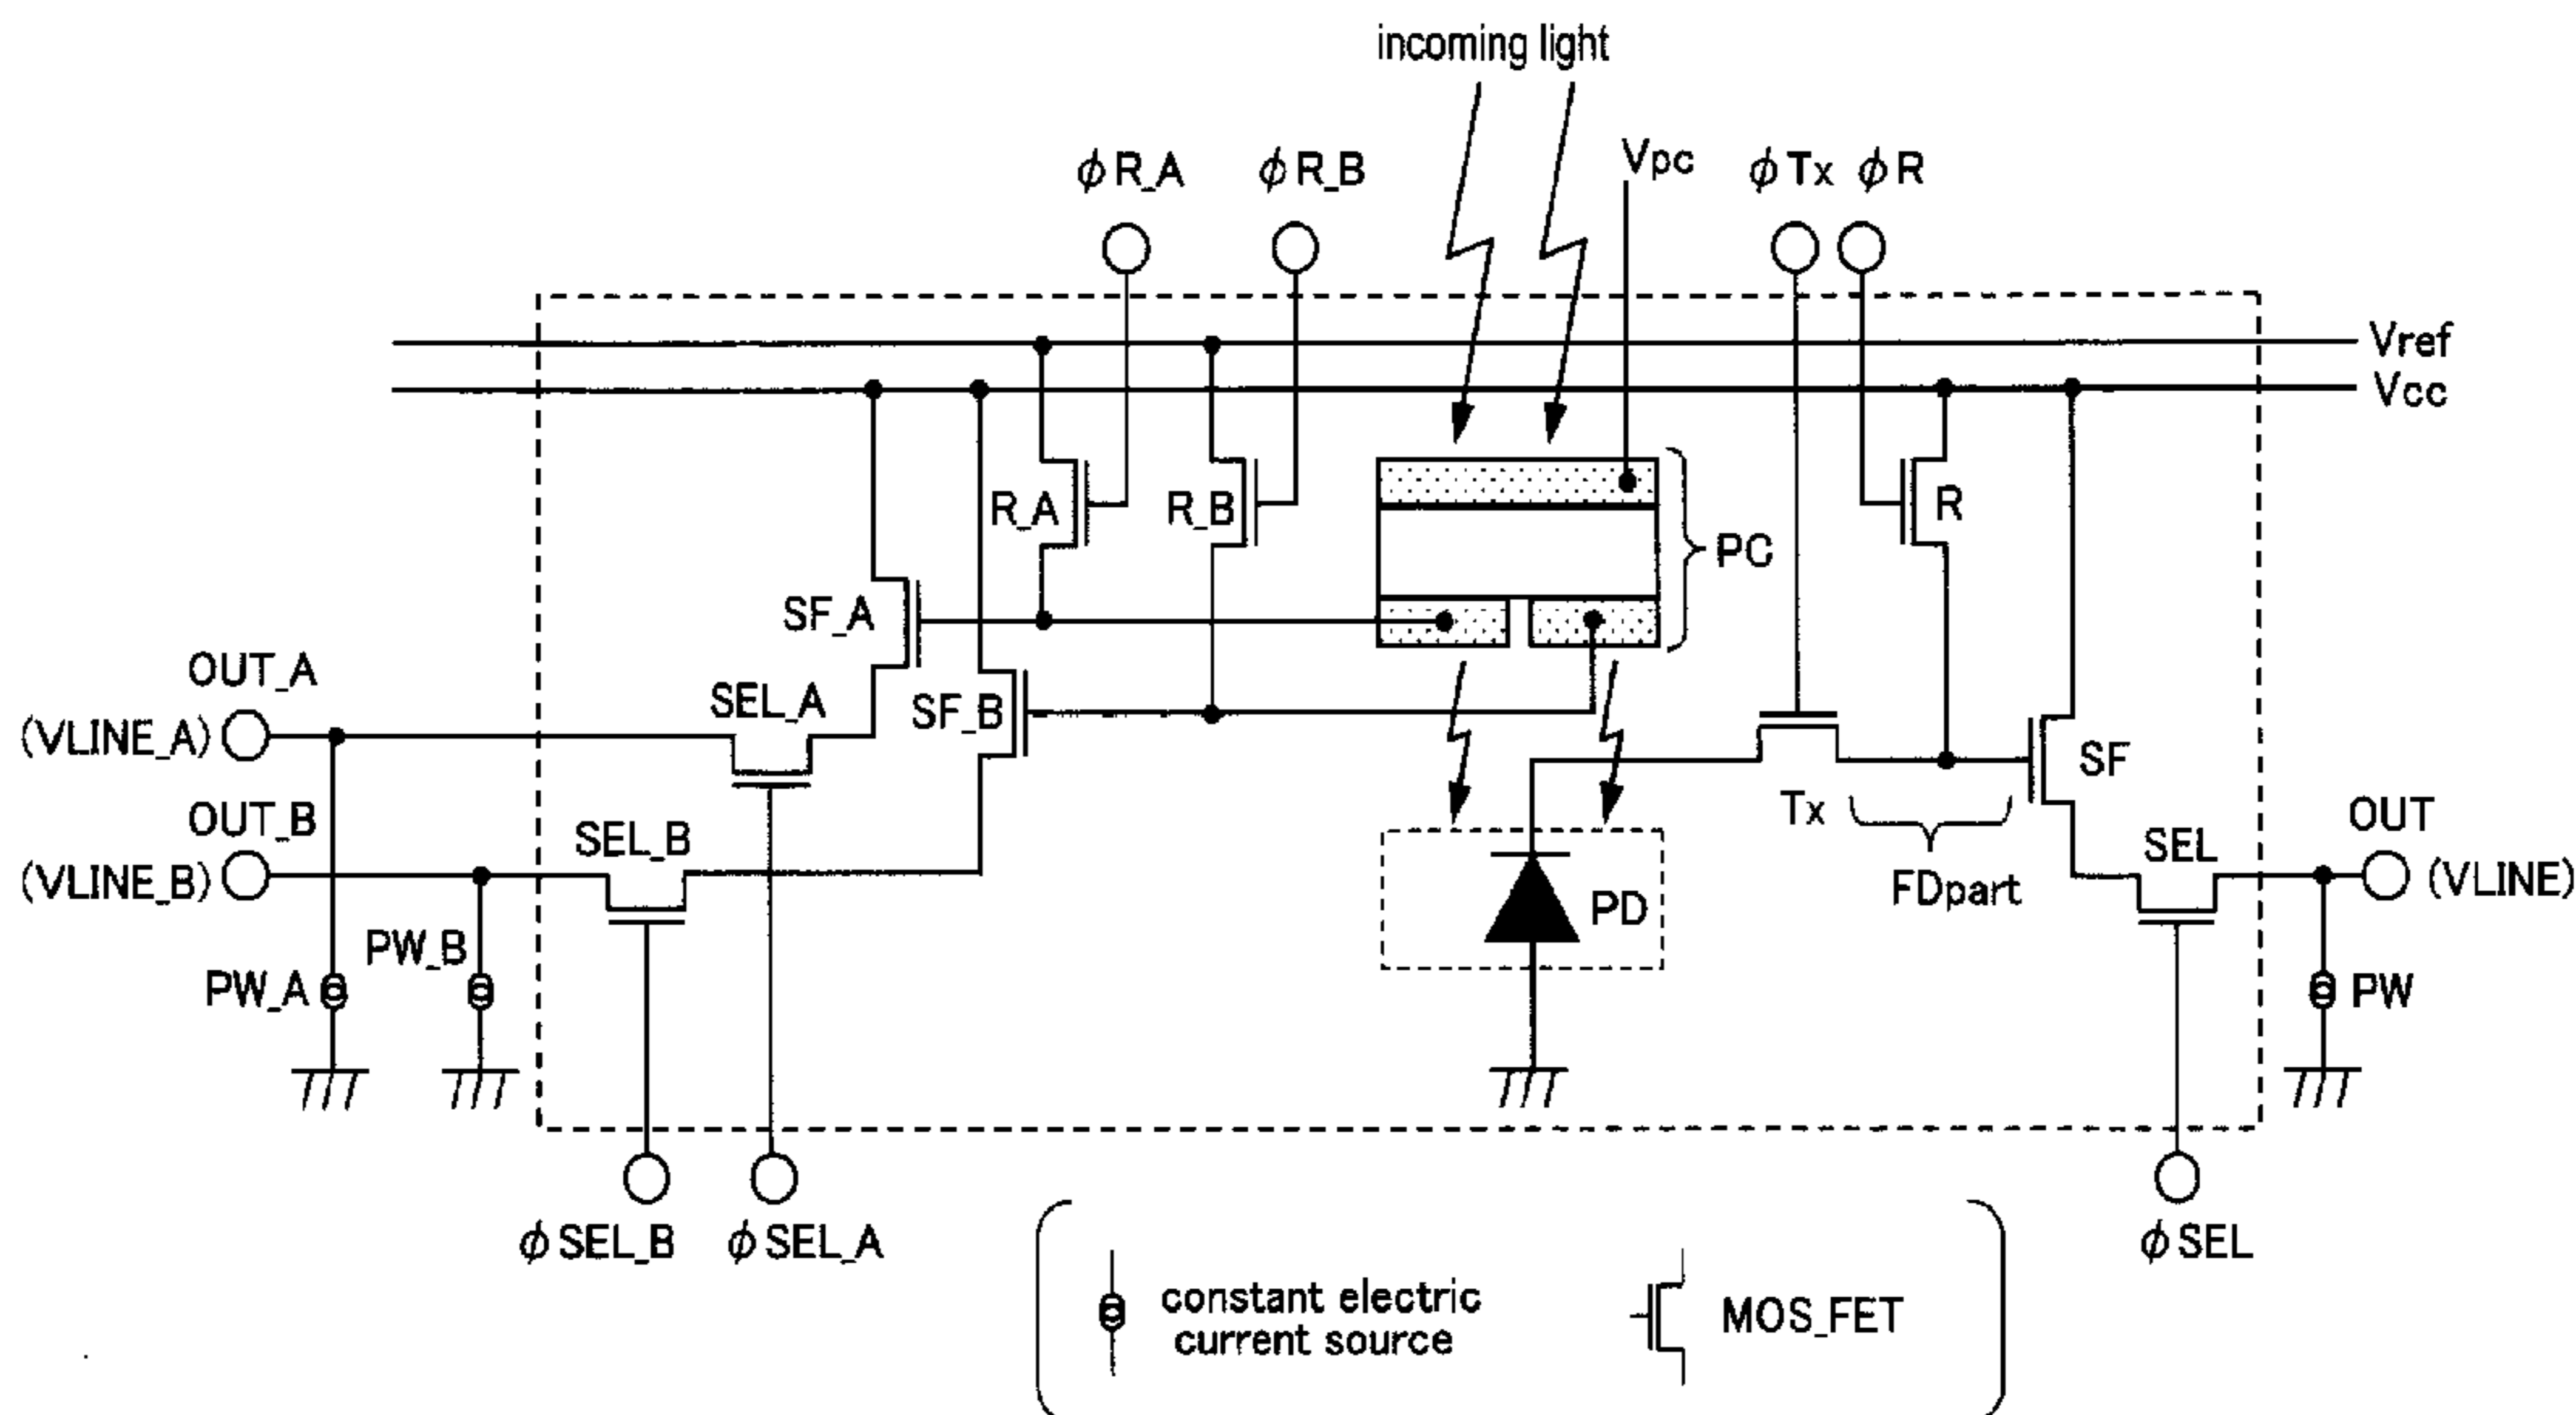 incoming light
ϕR_A
ϕR_B
Vpc
ϕTx
ϕR
Vref
Vcc
R_A
R_B
R
PC
SF_A
OUT_A
SEL_A
SF_B
(VLINE_A)
SF
OUT_B
SEL_B
Tx
OUT
SEL
(VLINE_B)
FDpart
(VLINE)
PD
PW_B
PW_A
PW
ϕSEL_B
ϕSEL_A
ϕSEL
constant electric
current source
MOS_FET